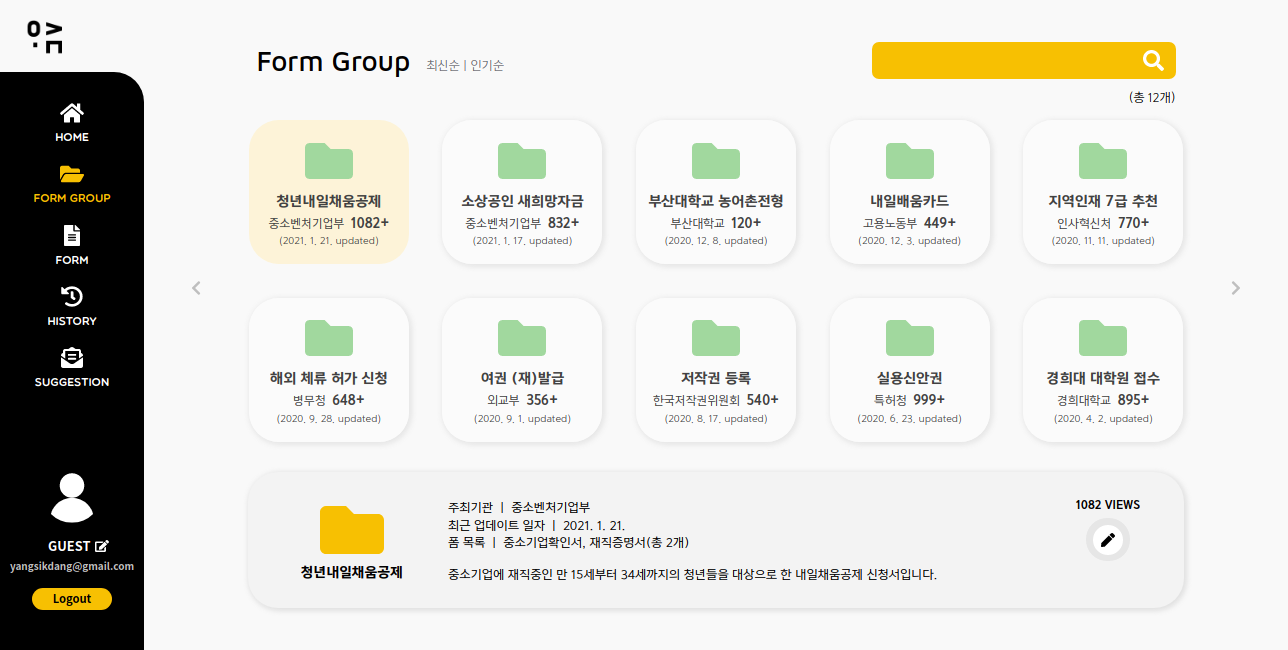 HOME
FORM GROUP
FORM
HISTORY
SUGGESTION
GUEST
yangsikdang@gmail.com
Logout
Form Group
최신순 | 인기순
(총 12개)
청년내일채움공제
중소벤처기업부 1082+
(2021. 1. 21. updated)
소상공인 새희망자금
중소벤처기업부 832+
(2021. 1. 17. updated)
부산대학교 농어촌전형
부산대학교 120+
(2020. 12. 8. updated)
내일배움카드
고용노동부 449+
(2020. 12. 3. updated)
지역인재 7급 추천
인사혁신처 770+
(2020. 11. 11. updated)
해외 체류 허가 신청
병무청 648+
(2020. 9. 28. updated)
여권 (재)발급
외교부 356+
(2020. 9. 1. updated)
저작권 등록
한국저작권위원회 540+
(2020. 8. 17. updated)
실용신안권
특허청 999+
(2020. 6. 23. updated)
경희대 대학원 접수
경희대학교 895+
(2020. 4. 2. updated)
청년내일채움공제
주최기관 | 중소벤처기업부
최근 업데이트 일자 | 2021. 1. 21.
폼 목록 | 중소기업확인서, 재직증명서(총 2개)
중소기업에 재직중인 만 15세부터 34세까지의 청년들을 대상으로 한 내일채움공제 신청서입니다.
1082 VIEWS